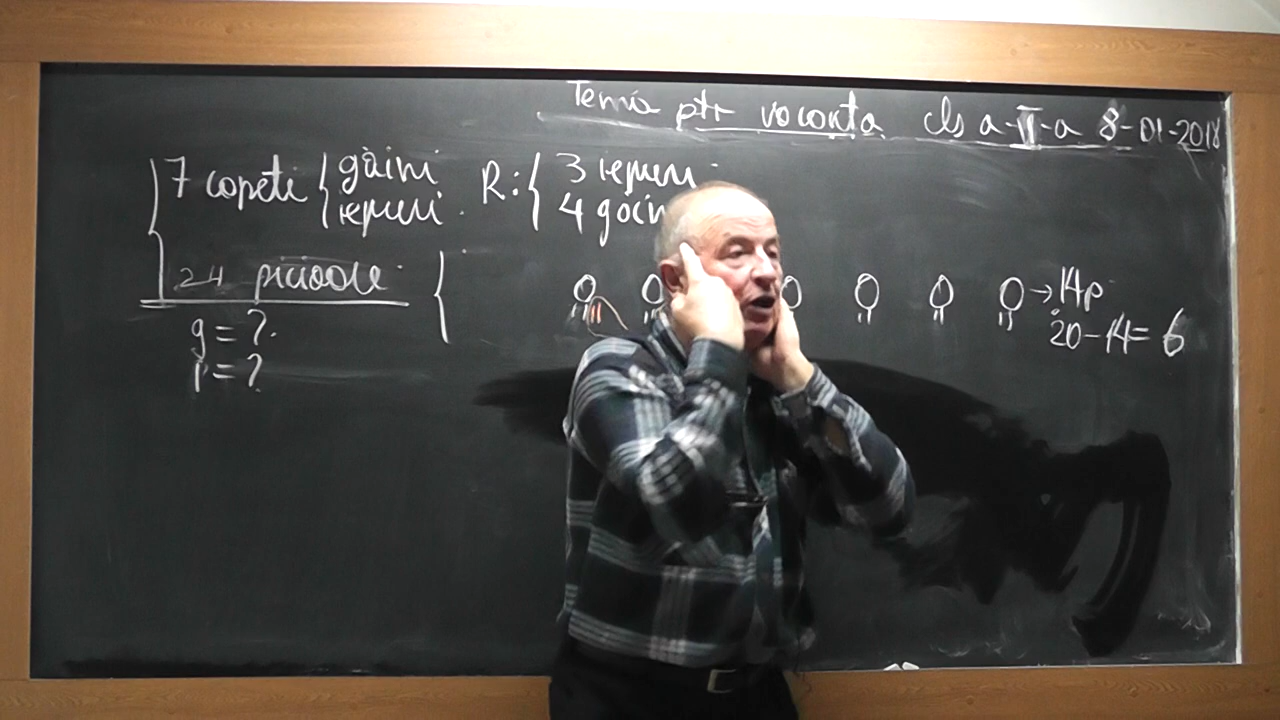 Temă ptr vacanta cls a-II-a 8-01-2018
7 capete { găini iepuri. R: { 3 iepuri 4 găin
24 picioare
g = ?
i = ?
→ 14p
20-14= 6